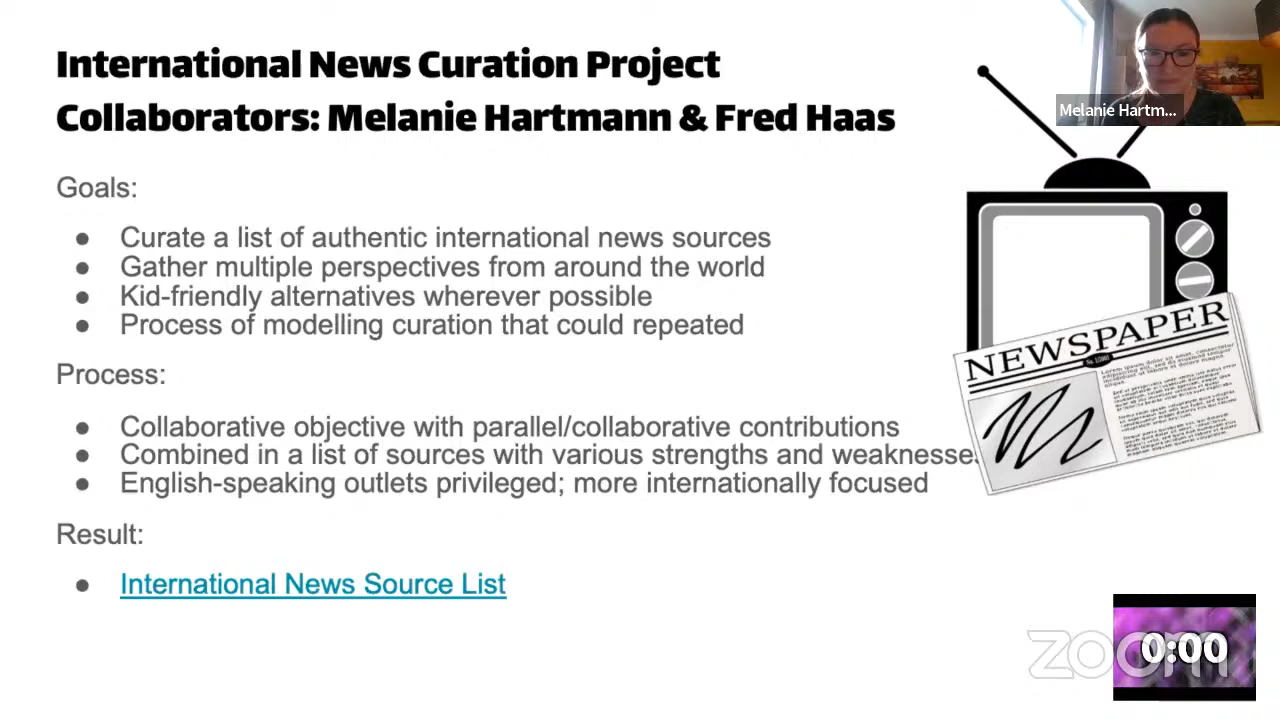 International News Curation Project
Collaborators: Melanie Hartmann & Fred Haas
Melanie Hartm...
Goals:
● Curate a list of authentic international news sources
● Gather multiple perspectives from around the world
● Kid-friendly alternatives wherever possible
● Process of modelling curation that could repeated
NEWSPAPER
Process:
● Collaborative objective with parallel/collaborative contributions
● Combined in a list of sources with various strengths and weaknesses
● English-speaking outlets privileged; more internationally focused
Result:
● International News Source List
zoom
0:00